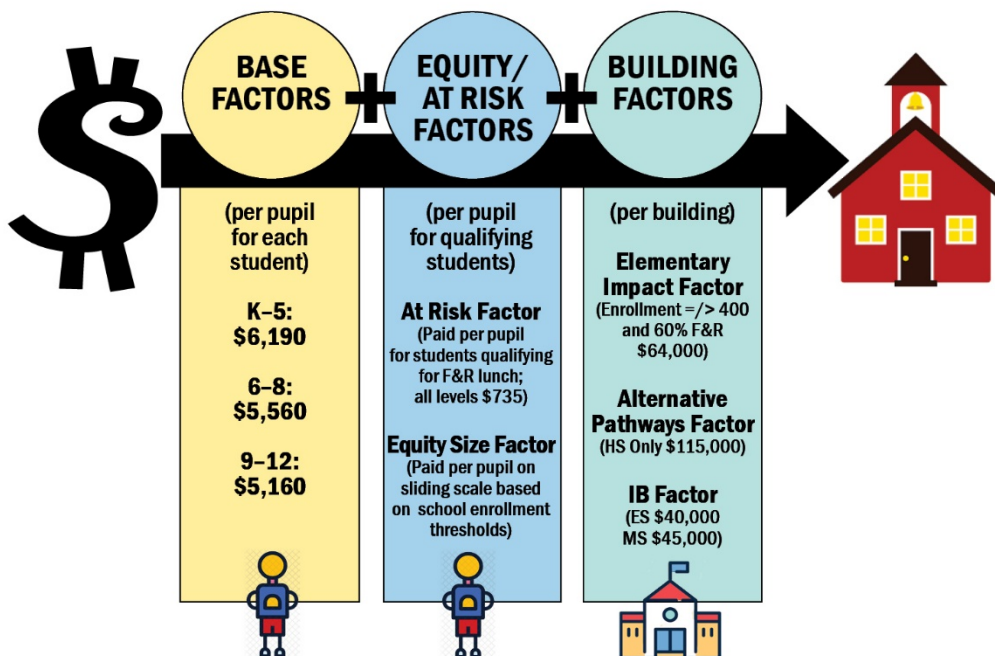 BASE
FACTORS
+
EQUITY/
AT RISK
FACTORS
+
BUILDING
FACTORS
(per pupil
for each
student)
K–5:
$6,190
6–8:
$5,560
9–12:
$5,160
(per pupil
for qualifying
students)
At Risk Factor
(Paid per pupil
for students qualifying
for F&R lunch;
all levels $735)
Equity Size Factor
(Paid per pupil on
sliding scale based
on school enrollment
thresholds)
(per building)
Elementary
Impact Factor
(Enrollment =/> 400
and 60% F&R
$64,000)
Alternative
Pathways Factor
(HS Only $115,000)
IB Factor
(ES $40,000
MS $45,000)